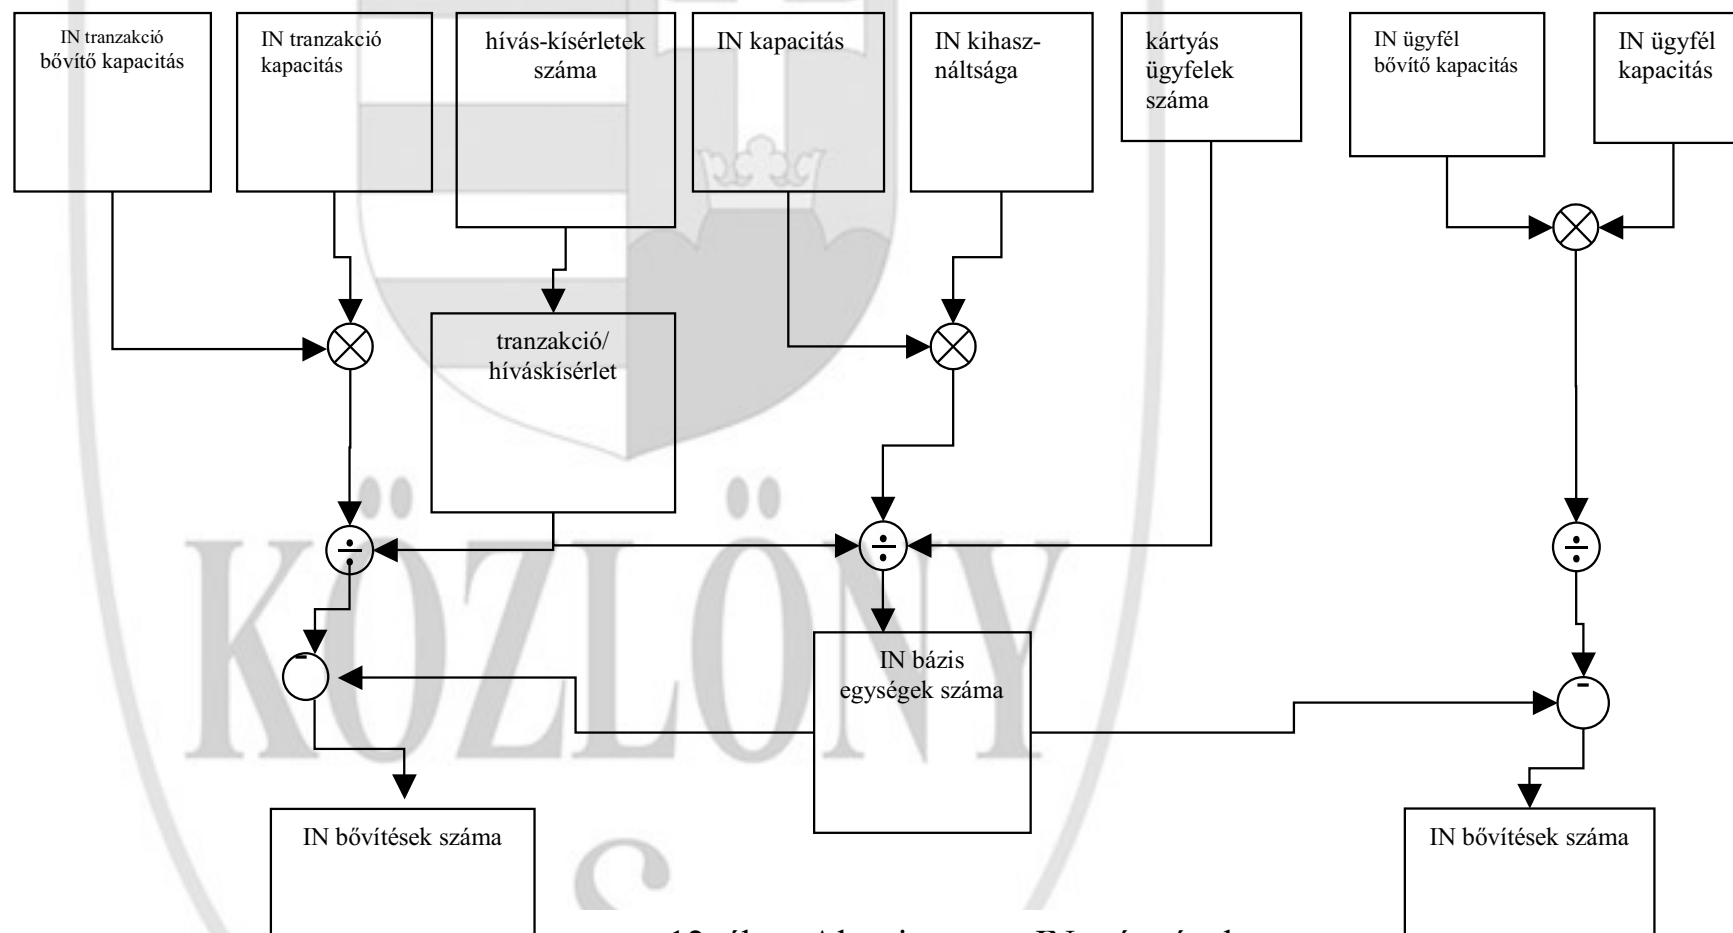 IN tranzakció
bővítő kapacitás
IN tranzakció
kapacitás
hívás-kísérletek
száma
IN kapacitás
IN kihasz-
náltsága
kártyás
ügyfelek
száma
IN ügyfél
bővítő kapacitás
IN ügyfél
kapacitás
tranzakció/
híváskísérlet
IN bázis
egységek száma
IN bővítések száma
IN bővítések száma
KÖZLÖNY